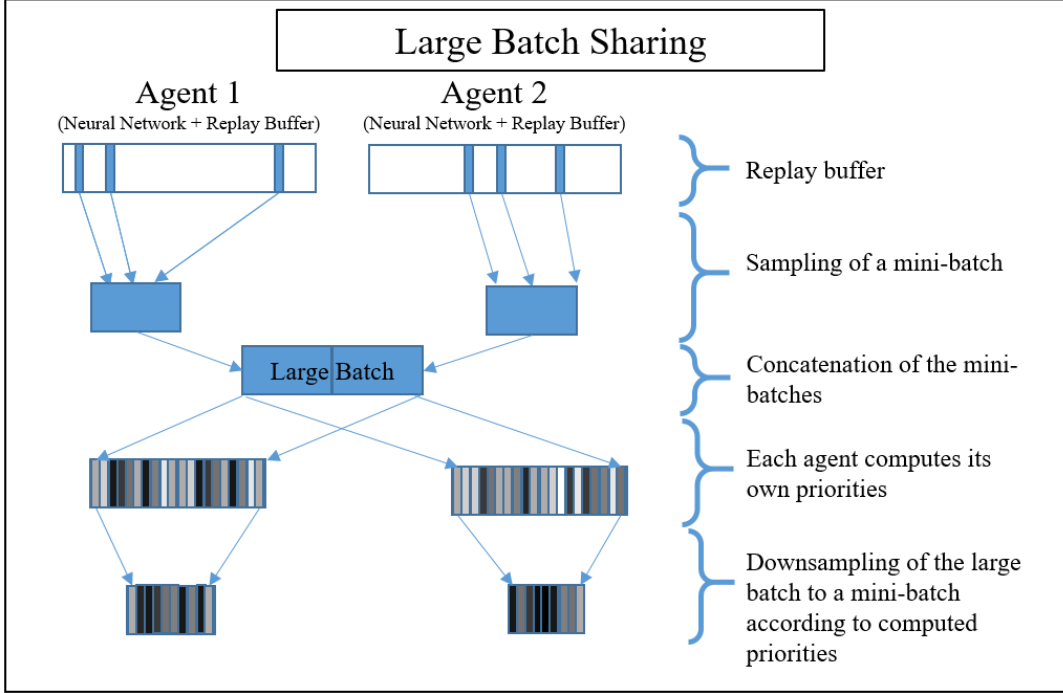 Large Batch Sharing
Agent 1
(Neural Network + Replay Buffer)
Agent 2
(Neural Network + Replay Buffer)
Replay buffer
Sampling of a mini-batch
Large Batch
Concatenation of the mini-
batches
Each agent computes its
own priorities
Downsampling of the large
batch to a mini-batch
according to computed
priorities